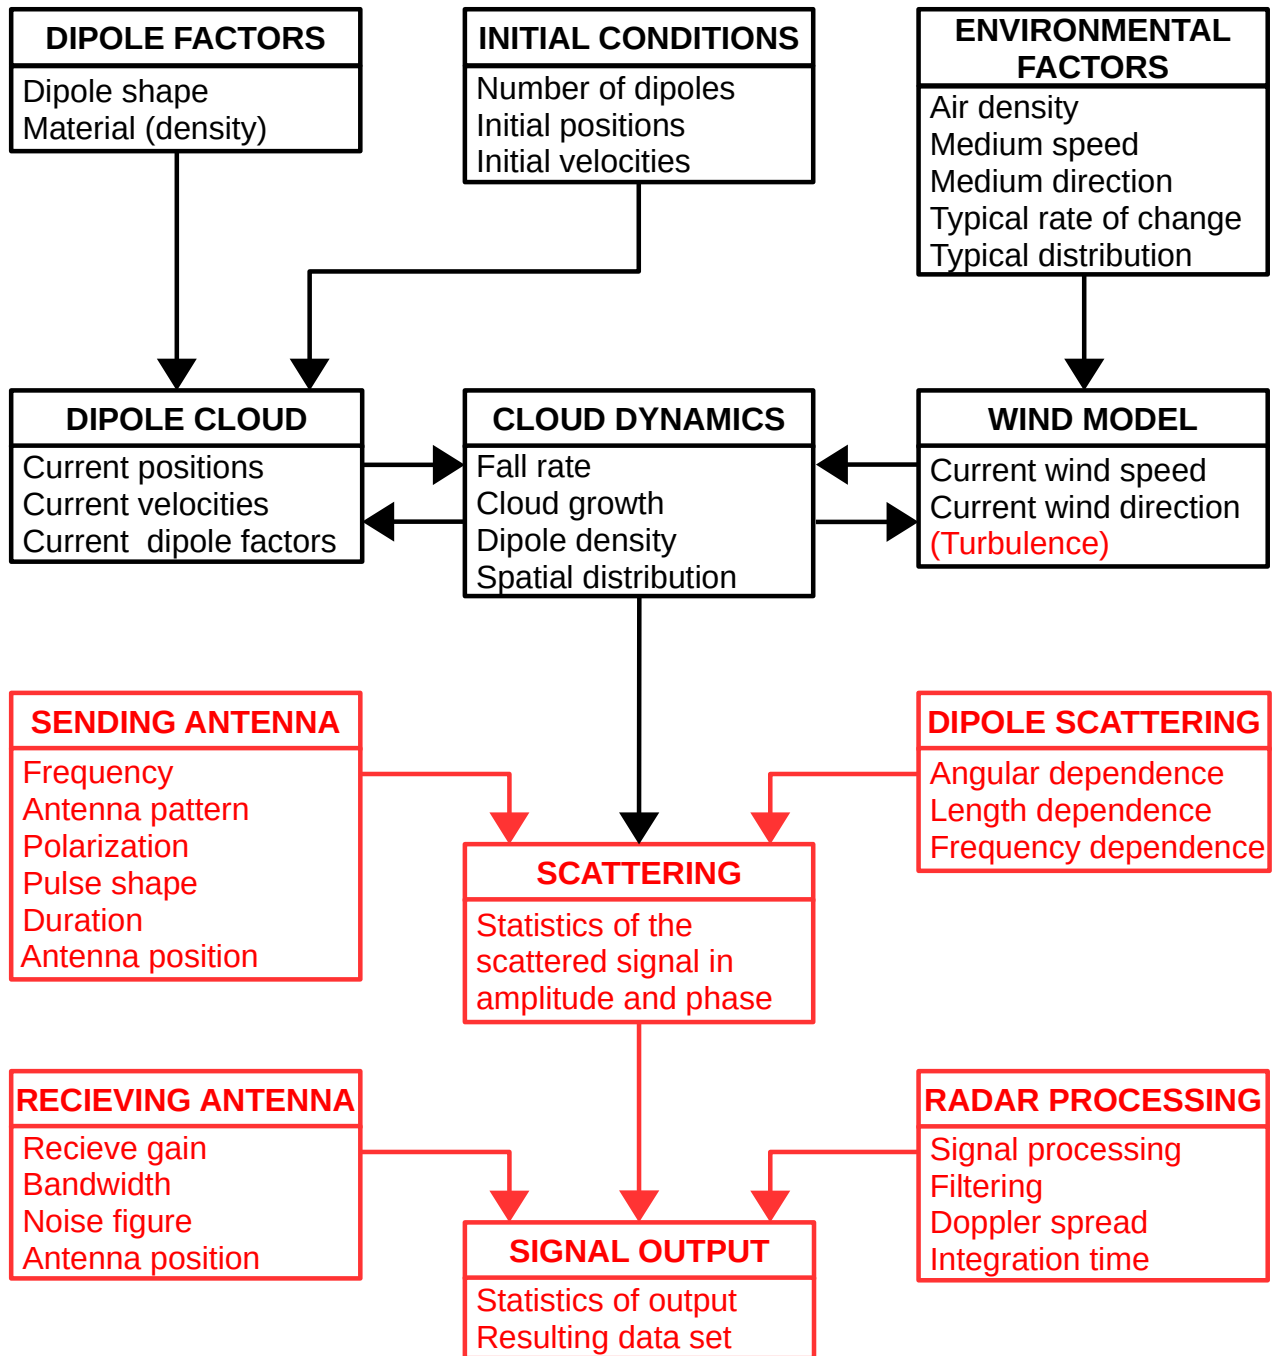 DIPOLE FACTORS
Dipole shape
Material (density)
INITIAL CONDITIONS
Number of dipoles
Initial positions
Initial velocities
ENVIRONMENTAL
FACTORS
Air density
Medium speed
Medium direction
Typical rate of change
Typical distribution
DIPOLE CLOUD
Current positions
Current velocities
Current dipole factors
CLOUD DYNAMICS
Fall rate
Cloud growth
Dipole density
Spatial distribution
WIND MODEL
Current wind speed
Current wind direction
(Turbulence)
SENDING ANTENNA
Frequency
Antenna pattern
Polarization
Pulse shape
Duration
Antenna position
DIPOLE SCATTERING
Angular dependence
Length dependence
Frequency dependence
SCATTERING
Statistics of the
scattered signal in
amplitude and phase
RECIEVING ANTENNA
Recieve gain
Bandwidth
Noise figure
Antenna position
RADAR PROCESSING
Signal processing
Filtering
Doppler spread
Integration time
SIGNAL OUTPUT
Statistics of output
Resulting data set